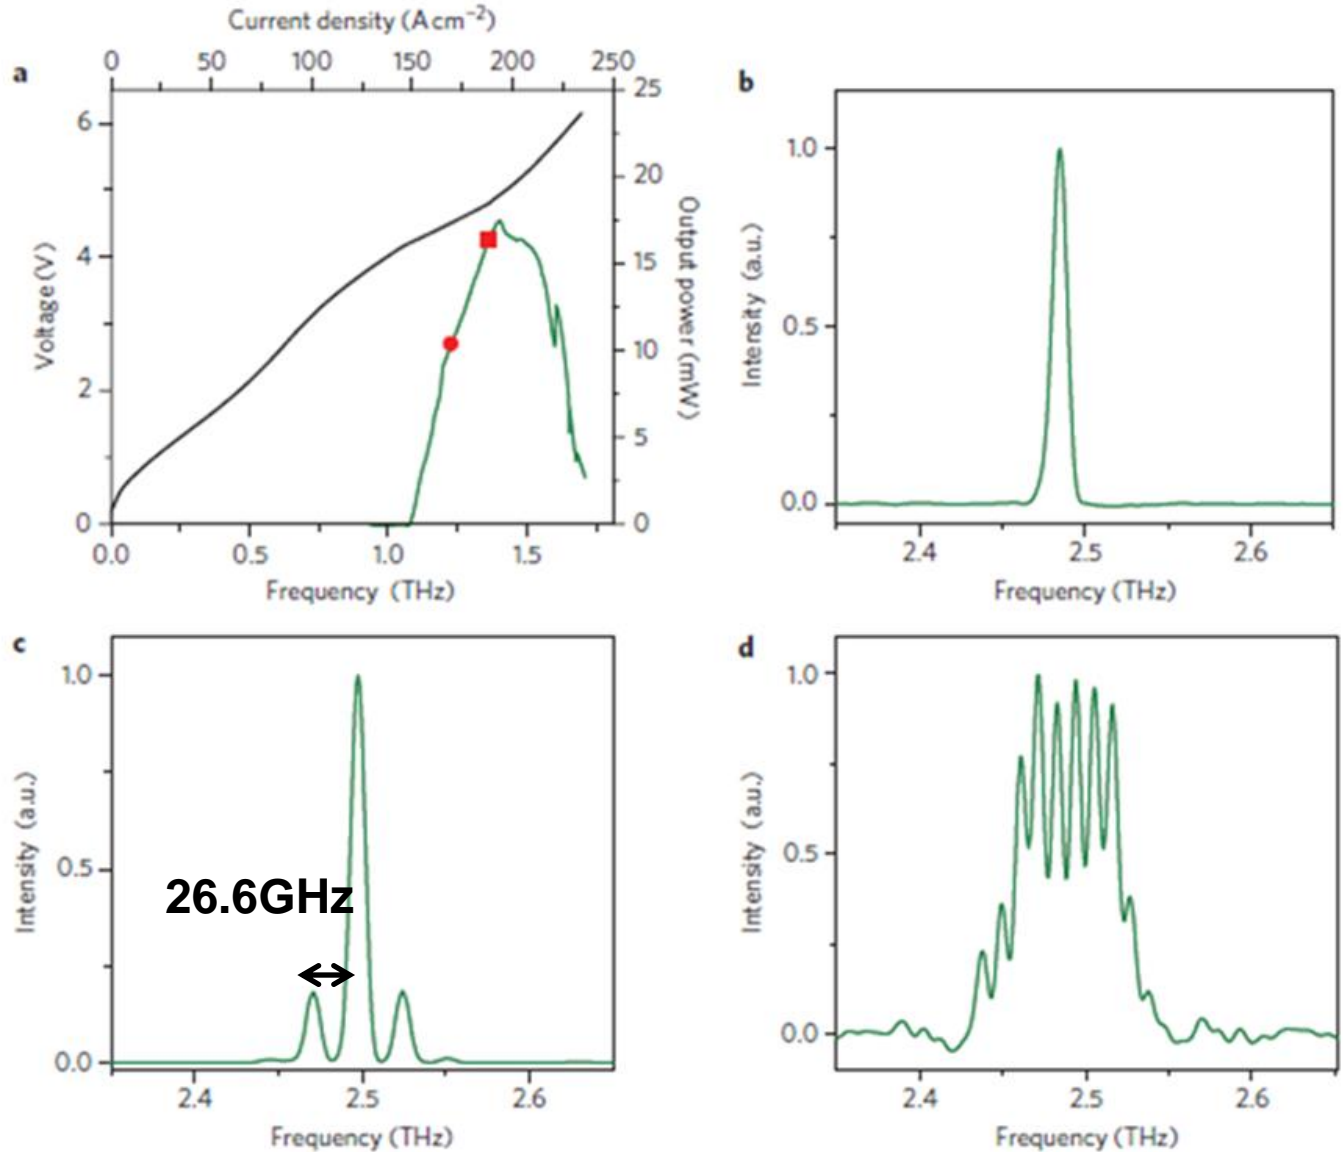 Current density (A cm⁻²)
0 50 100 150 200 250
a
25
6
20
Voltage (V)
4
15
Output power (mW)
10
2
5
0
0
0.0 0.5 1.0 1.5
Frequency (THz)
b
1.0
Intensity (a.u.)
0.5
0.0
2.4 2.5 2.6
Frequency (THz)
c
1.0
Intensity (a.u.)
0.5
26.6GHz
0.0
2.4 2.5 2.6
Frequency (THz)
d
1.0
Intensity (a.u.)
0.5
0.0
2.4 2.5 2.6
Frequency (THz)